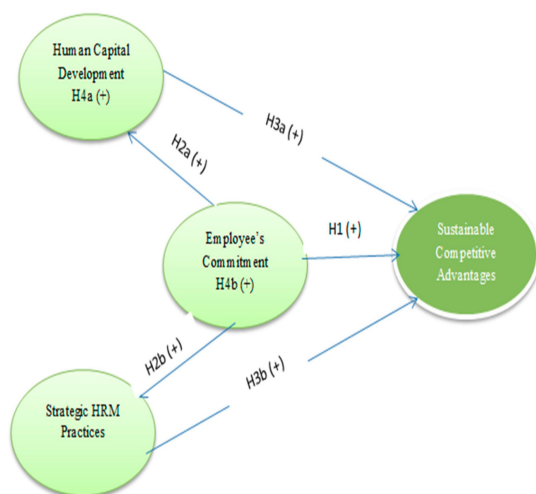 Human Capital
Development
H4a (+)
H3a (+)
H2a (+)
Employee's
Commitment
H4b (+)
H1 (+)
Sustainable
Competitive
Advantages
H2b (+)
H3b (+)
Strategic HRM
Practices